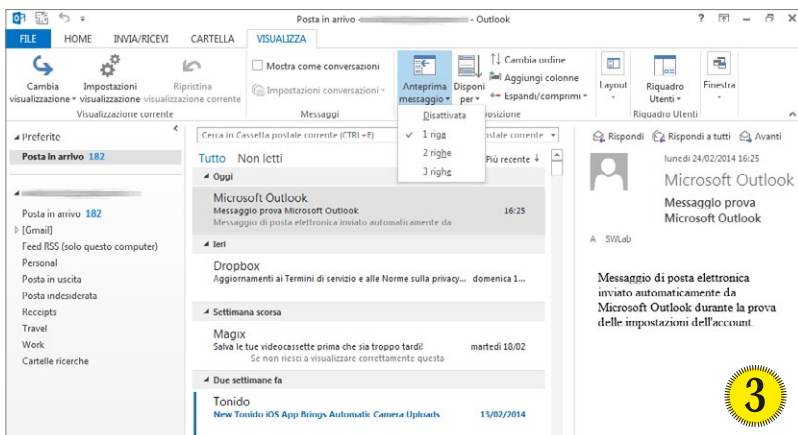 Posta in arrivo - Outlook
FILE HOME INVIA/RICEVI CARTELLA VISUALIZZA
Cambia visualizzazione
Impostazioni visualizzazione
Ripristina visualizzazione corrente
Visualizzazione corrente
Mostra come conversazioni
Impostazioni conversazioni
Messaggi
Anteprima messaggio
Disponi per
Cambia ordine
Aggiungi colonne
Espandi/comprimi
posizione
Layout
Riquadro Utenti
Finestra
Riquadro Utenti
Disattivata
1 riga
2 righe
3 righe
Preferite
Posta in arrivo 182
Posta in arrivo 182
[Gmail]
Feed RSS (solo questo computer)
Personal
Posta in uscita
Posta indesiderata
Receipts
Travel
Work
Cartelle ricerche
Cerca in Cassetta postale corrente (CTRL+E)
postale corrente
Tutto Non letti
Più recente ↓
Oggi
Microsoft Outlook
Messaggio prova Microsoft Outlook 16:25
Messaggio di posta elettronica inviato automaticamente da
Ieri
Dropbox
Aggiornamenti ai Termini di servizio e alle Norme sulla privacy... domenica 1...
Settimana scorsa
Magix
Salva le tue videocassette prima che sia troppo tardi! martedì 18/02
Se non riesci a visualizzare correttamente questa
Due settimane fa
Tonido
New Tonido iOS App Brings Automatic Camera Uploads 13/02/2014
Rispondi Rispondi a tutti Avanti
lunedì 24/02/2014 16:25
Microsoft Outlook
Messaggio prova
Microsoft Outlook
A SWLab
Messaggio di posta elettronica
inviato automaticamente da
Microsoft Outlook durante la prova
delle impostazioni dell'account.
3